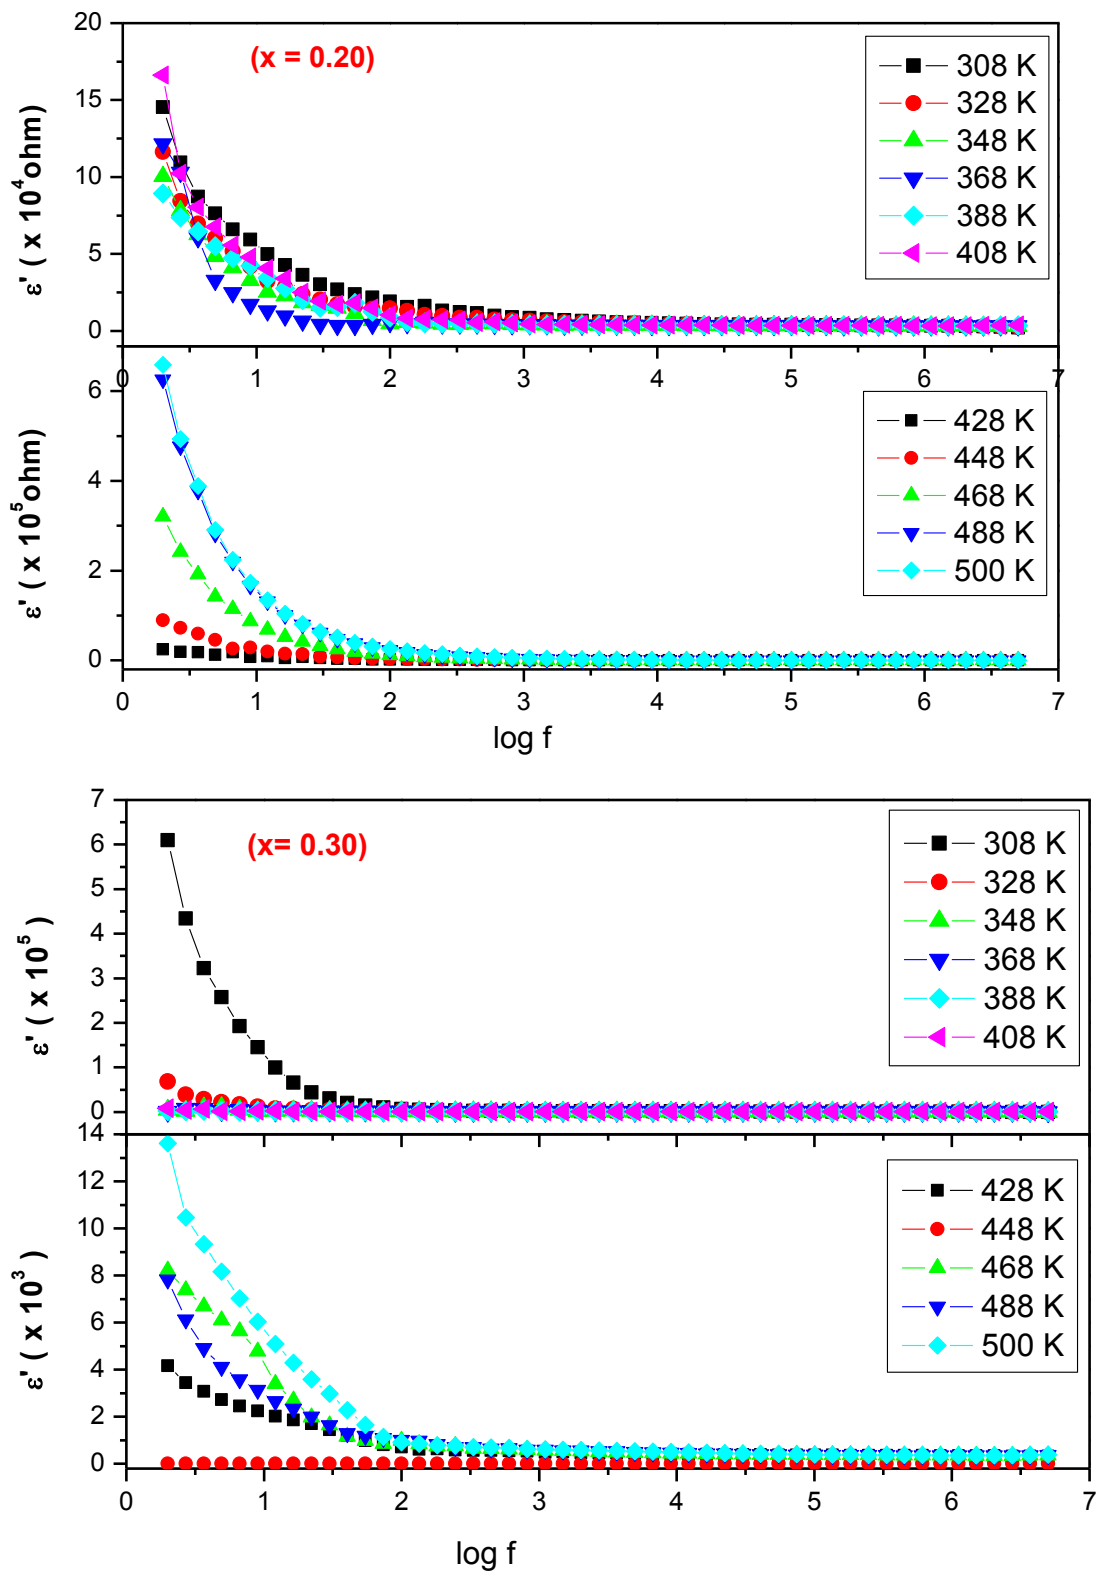 20
15
10
5
0
ε' ( x 10⁴ohm)
(x = 0.20)
308 K
328 K
348 K
368 K
388 K
408 K
0 1 2 3 4 5 6 7
6
4
2
0
ε' ( x 10⁵ohm)
428 K
448 K
468 K
488 K
500 K
0 1 2 3 4 5 6 7
log f
7
6
5
4
3
2
1
0
ε' ( x 10⁵ )
(x= 0.30)
308 K
328 K
348 K
368 K
388 K
408 K
14
12
10
8
6
4
2
0
ε' ( x 10³ )
428 K
448 K
468 K
488 K
500 K
0 1 2 3 4 5 6 7
log f